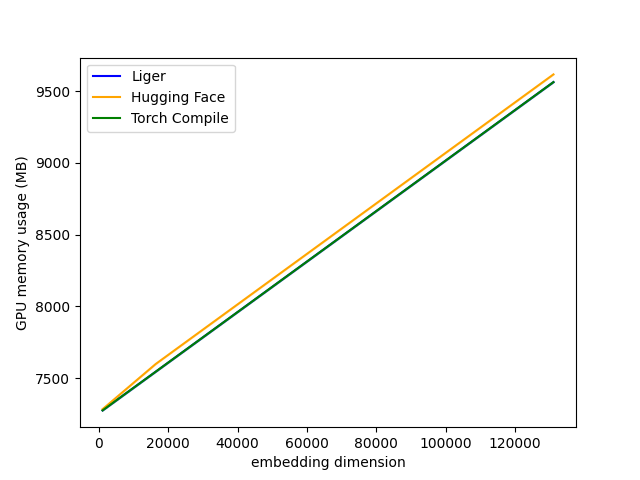 Liger
Hugging Face
Torch Compile
9500
9000
8500
8000
7500
GPU memory usage (MB)
0 20000 40000 60000 80000 100000 120000
embedding dimension